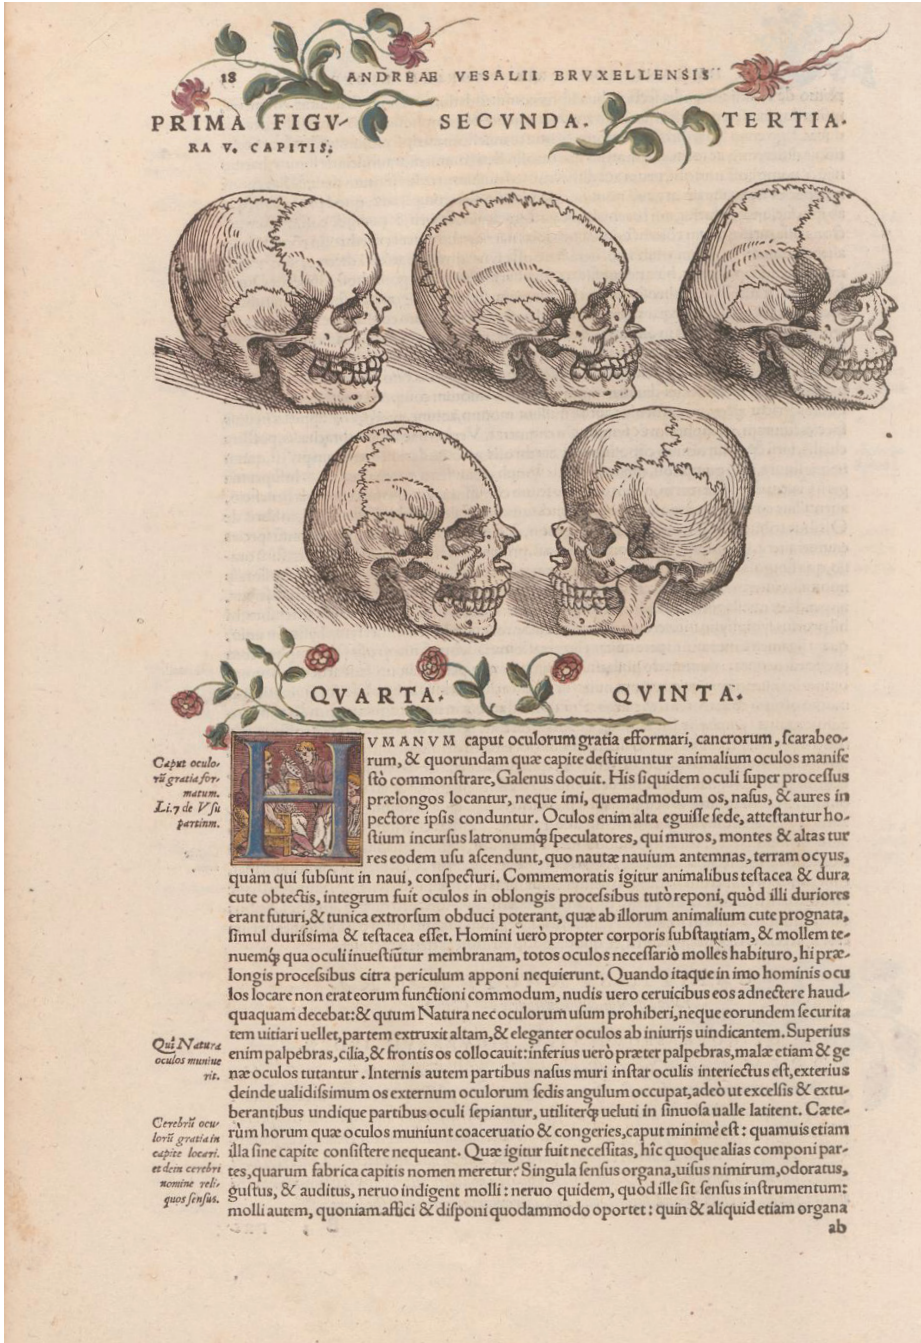 18 ANDREAE VESALII BRVXELLENSIS
PRIMA FIGV- SECVNDA. TERTIA.
RA V. CAPITIS.
QVARTA. QVINTA.
Caput oculo-
rũ gratia for-
matum.
Li.7 de Vsu
partium.
HVMANVM caput oculorum gratia efformari, cancrorum, scarabeo-
rum, & quorundam quæ capite destituuntur animalium oculos manife
stò commonstrare, Galenus docuit. His siquidem oculi super processus
prælongos locantur, neque imi, quemadmodum os, nasus, & aures in
pectore ipsis conduntur. Oculos enim alta eguisse sede, attestantur ho-
stium incursus latronumq́; speculatores, qui muros, montes & altas tur
res eodem usu ascendunt, quo nautæ nauium antemnas, terram ocyus,
quàm qui subsunt in naui, conspecturi. Commemoratis igitur animalibus testacea & dura
cute obtectis, integrum fuit oculos in oblongis processibus tutò reponi, quòd illi duriores
erant futuri, & tunica extrorsum obduci poterant, quæ ab illorum animalium cute prognata,
simul durissima & testacea esset. Homini uerò propter corporis substantiam, & mollem te-
nuemq́; qua oculi inuestiũtur membranam, totos oculos necessariò molles habituro, hi præ-
longis processibus citra periculum apponi nequierunt. Quando itaque in imo hominis ocu
los locare non erat eorum functioni commodum, nudis uero ceruicibus eos adnectere haud-
quaquam decebat: & quum Natura nec oculorum usum prohiberi, neque eorundem securita
tem uitiari uellet, partem extruxit altam, & eleganter oculos ab iniurijs uindicantem. Superius
Quî Natura
oculos muniue
rit.
enim palpebras, cilia, & frontis os collocauit: inferius uerò præter palpebras, malæ etiam & ge
næ oculos tutantur. Internis autem partibus nasus muri instar oculis interiectus est, exterius
deinde ualidissimum os externum oculorum sedis angulum occupat, adeò ut excelsis & extu-
berantibus undique partibus oculi sepiantur, utiliterq́; ueluti in sinuosa ualle latitent. Cæte-
Cerebrũ ocu
lorũ gratia in
capite locari.
et dein cerebri
nomine reli-
quos sensus.
rùm horum quæ oculos muniunt coaceruatio & congeries, caput minimè est: quamuis etiam
illa sine capite consistere nequeant. Quæ igitur fuit necessitas, hîc quoque alias componi par-
tes, quarum fabrica capitis nomen meretur? Singula sensus organa, uisus nimirum, odoratus,
gustus, & auditus, neruo indigent molli: neruo quidem, quòd ille sit sensus instrumentum:
molli autem, quoniam affici & disponi quodammodo oportet: quin & aliquid etiam organa
ab